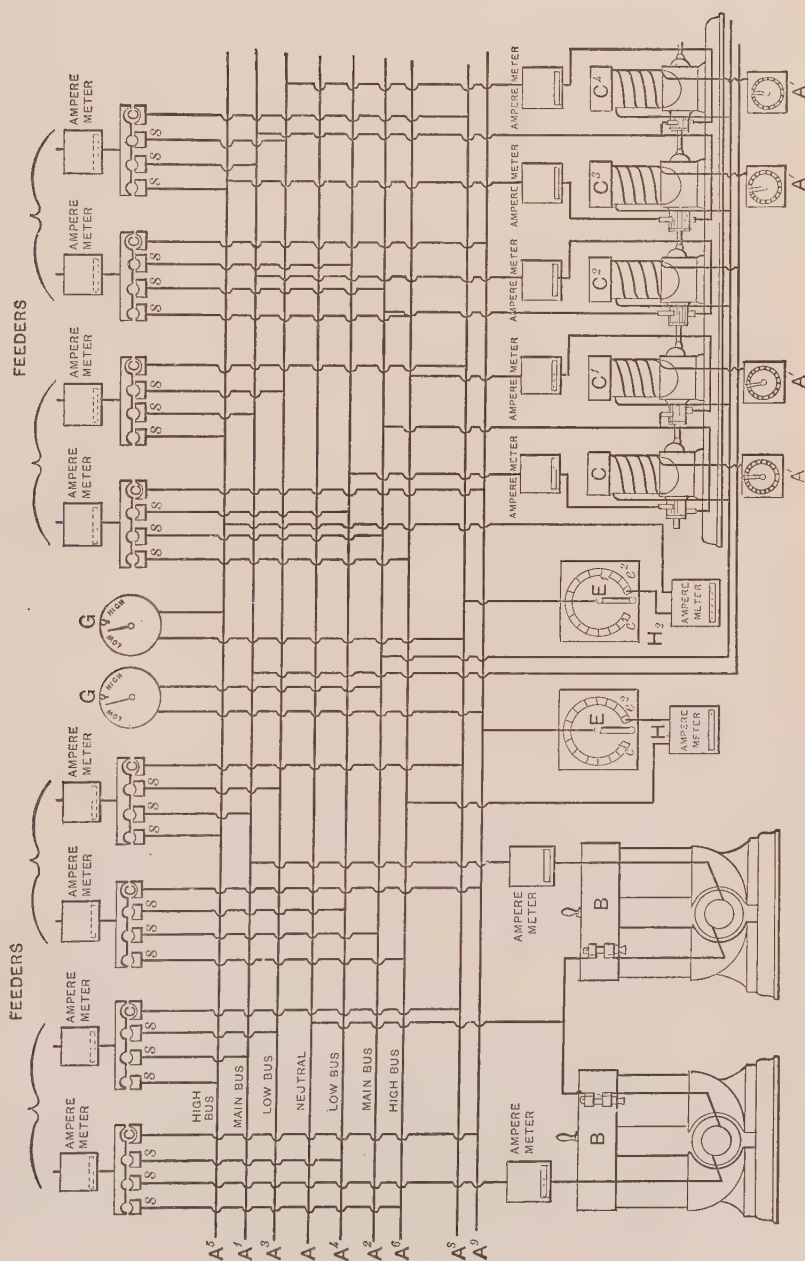 FEEDERS
FEEDERS
AMPERE
METER
AMPERE
METER
AMPERE
METER
AMPERE
METER
AMPERE
METER
AMPERE
METER
AMPERE
METER
AMPERE
METER
S S S C
S S S C
S S S C
S S S C
S S S C
S S S C
S S S C
S S S C
G
LOW HIGH
G
LOW HIGH
A⁵
HIGH
BUS
A¹
MAIN BUS
A³
LOW BUS
A
NEUTRAL
A⁴
LOW BUS
A²
MAIN BUS
A⁶
HIGH BUS
A⁸
A⁹
AMPERE
METER
AMPERE
METER
AMPERE METER
AMPERE METER
AMPERE METER
AMPERE METER
AMPERE METER
B
B
E
c c²
H
AMPERE
METER
E
c c²
H₂
AMPERE
METER
C
C'
C²
C³
C⁴
A'
A'
A'
A